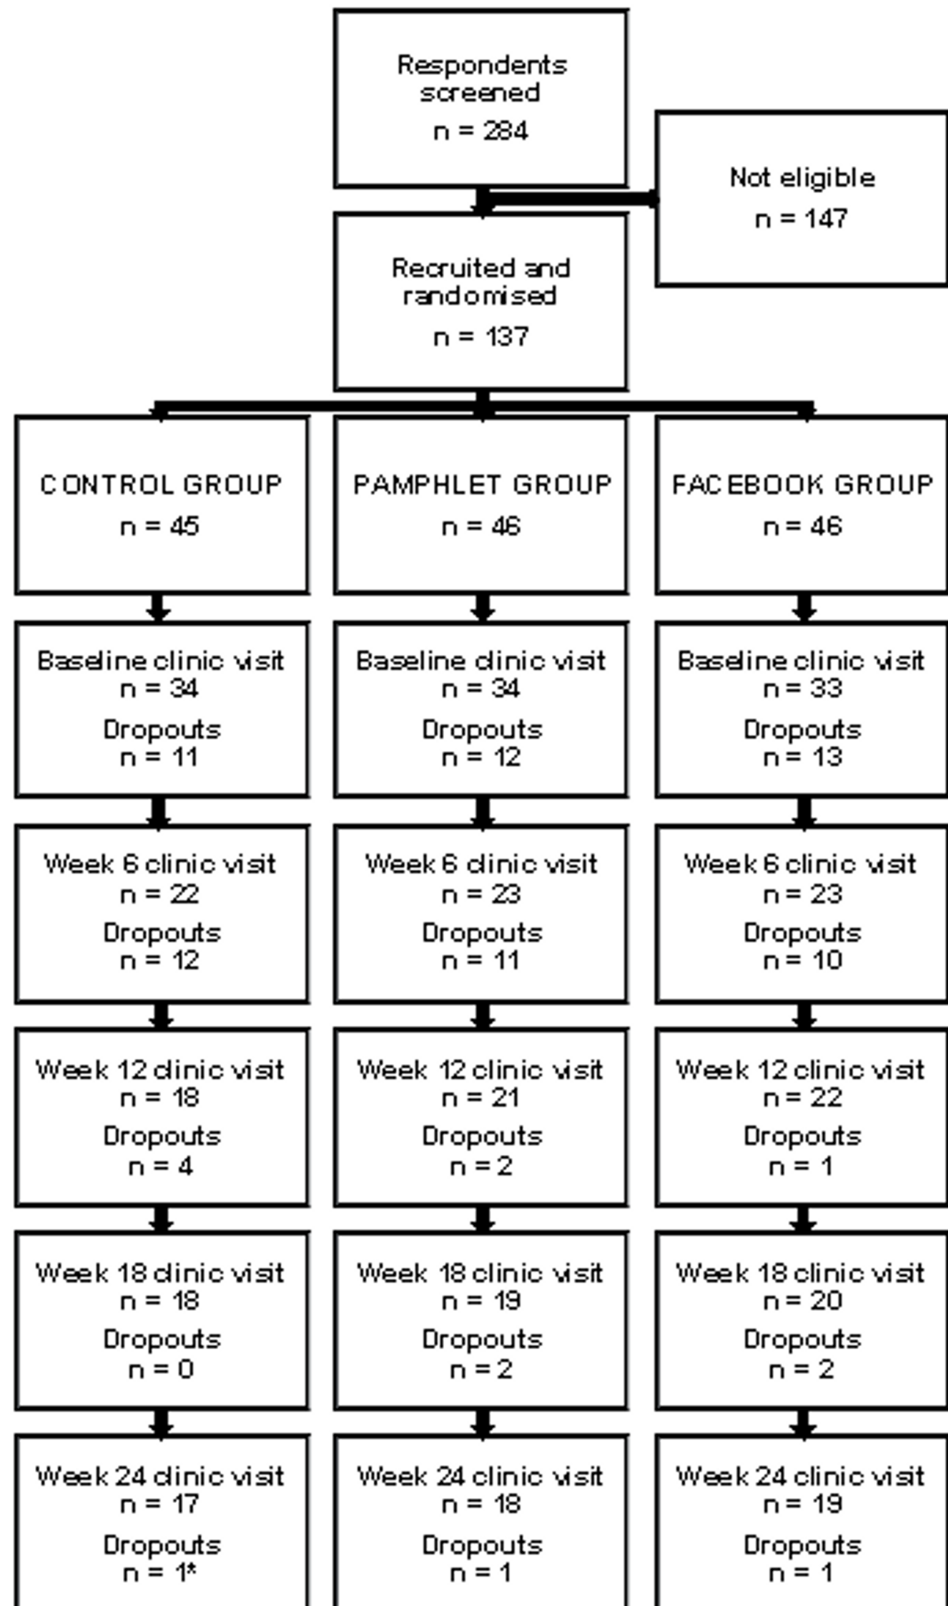 Respondents
screened
n = 284
Not eligible
n = 147
Recruited and
randomised
n = 137
CONTROL GROUP
n = 45
PAMPHLET GROUP
n = 46
FACEBOOK GROUP
n = 46
Baseline clinic visit
n = 34
Dropouts
n = 11
Baseline clinic visit
n = 34
Dropouts
n = 12
Baseline clinic visit
n = 33
Dropouts
n = 13
Week 6 clinic visit
n = 22
Dropouts
n = 12
Week 6 clinic visit
n = 23
Dropouts
n = 11
Week 6 clinic visit
n = 23
Dropouts
n = 10
Week 12 clinic visit
n = 18
Dropouts
n = 4
Week 12 clinic visit
n = 21
Dropouts
n = 2
Week 12 clinic visit
n = 22
Dropouts
n = 1
Week 18 clinic visit
n = 18
Dropouts
n = 0
Week 18 clinic visit
n = 19
Dropouts
n = 2
Week 18 clinic visit
n = 20
Dropouts
n = 2
Week 24 clinic visit
n = 17
Dropouts
n = 1*
Week 24 clinic visit
n = 18
Dropouts
n = 1
Week 24 clinic visit
n = 19
Dropouts
n = 1